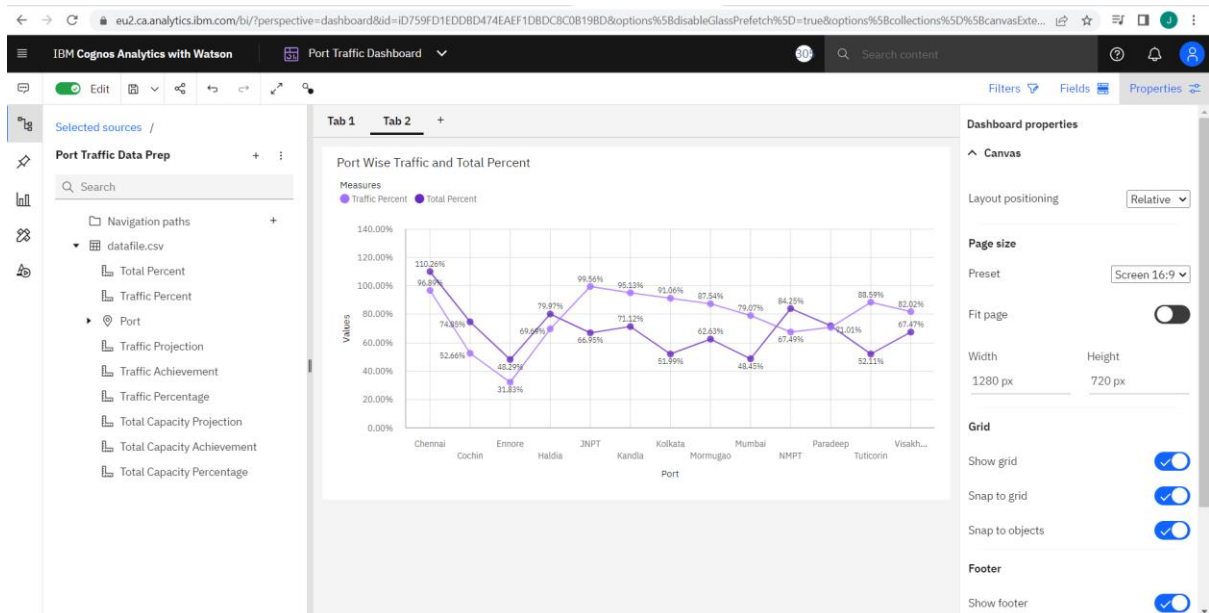 eu2.ca.analytics.ibm.com/bi/?perspective=dashboard&id=iD759FD1EDDBD474EAEF1DBDC8C0B19BD&options%5BdisableGlassPrefetch%5D=true&options%5Bcollections%5D%5BcanvasExte...
IBM Cognos Analytics with Watson
Port Traffic Dashboard
Search content
J
Edit
Filters
Fields
Properties
Selected sources /
Port Traffic Data Prep
Search
Navigation paths
datafile.csv
Total Percent
Traffic Percent
Port
Traffic Projection
Traffic Achievement
Traffic Percentage
Total Capacity Projection
Total Capacity Achievement
Total Capacity Percentage
Tab 1 Tab 2 +
Port Wise Traffic and Total Percent
Measures
Traffic Percent Total Percent
140.00%
120.00%
100.00%
80.00%
60.00%
40.00%
20.00%
0.00%
Values
110.26%
96.89%
74.85%
52.66%
48.29%
31.83%
79.97%
99.56%
66.95%
95.13%
71.12%
91.06%
51.99%
87.54%
62.63%
79.07%
48.45%
84.25%
67.49%
71.01%
88.59%
52.11%
82.02%
67.47%
Chennai Ennore JNPT Kolkata Mumbai Paradeep Visakh...
Cochin Haldia Kandla Mormugao NMPT Tuticorin
Port
Dashboard properties
Canvas
Layout positioning Relative
Page size
Preset Screen 16:9
Fit page
Width Height
1280 px 720 px
Grid
Show grid
Snap to grid
Snap to objects
Footer
Show footer